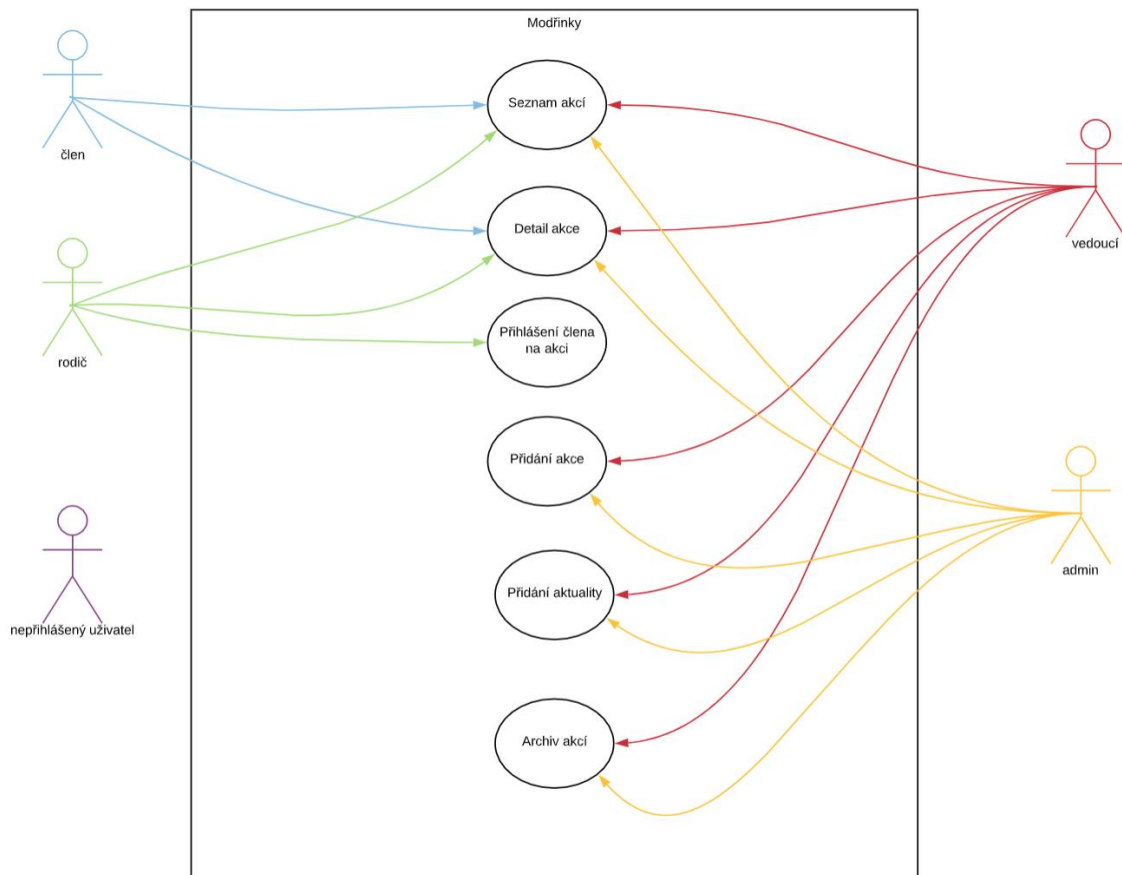 Modřinky
Seznam akcí
člen
Detail akce
vedoucí
Přihlášení člena
na akci
rodič
Přidání akce
admin
Přidání aktuality
nepřihlášený uživatel
Archiv akcí